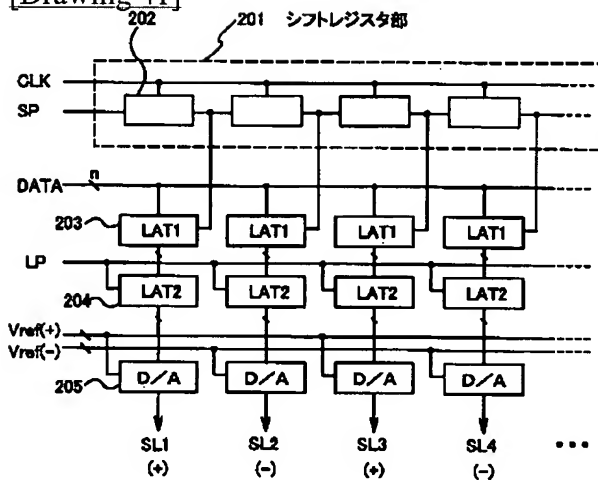 [Drawing 4]
202
201 シフトレジスタ部
CLK
SP
DATA n
203 LAT1 LAT1 LAT1 LAT1
LP
204 LAT2 LAT2 LAT2 LAT2
Vref(+)
Vref(-)
205 D/A D/A D/A D/A
SL1 SL2 SL3 SL4
(+) (-) (+) (-)